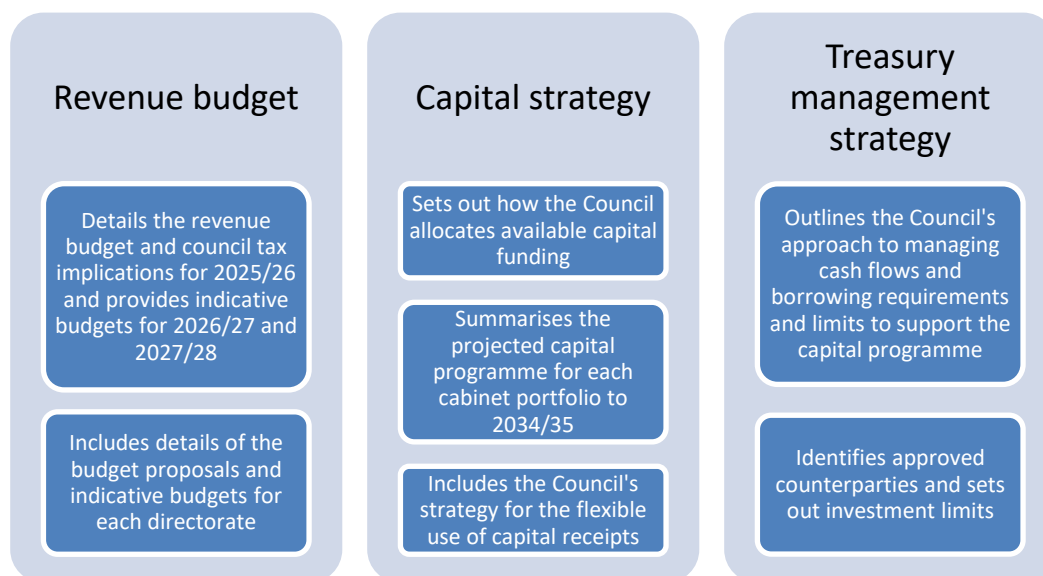 Revenue budget
Details the revenue
budget and council tax
implications for 2025/26
and provides indicative
budgets for 2026/27 and
2027/28
Includes details of the
budget proposals and
indicative budgets for
each directorate
Capital strategy
Sets out how the Council
allocates available capital
funding
Summarises the
projected capital
programme for each
cabinet portfolio to
2034/35
Includes the Council's
strategy for the flexible
use of capital receipts
Treasury
management
strategy
Outlines the Council's
approach to managing
cash flows and
borrowing requirements
and limits to support the
capital programme
Identifies approved
counterparties and sets
out investment limits